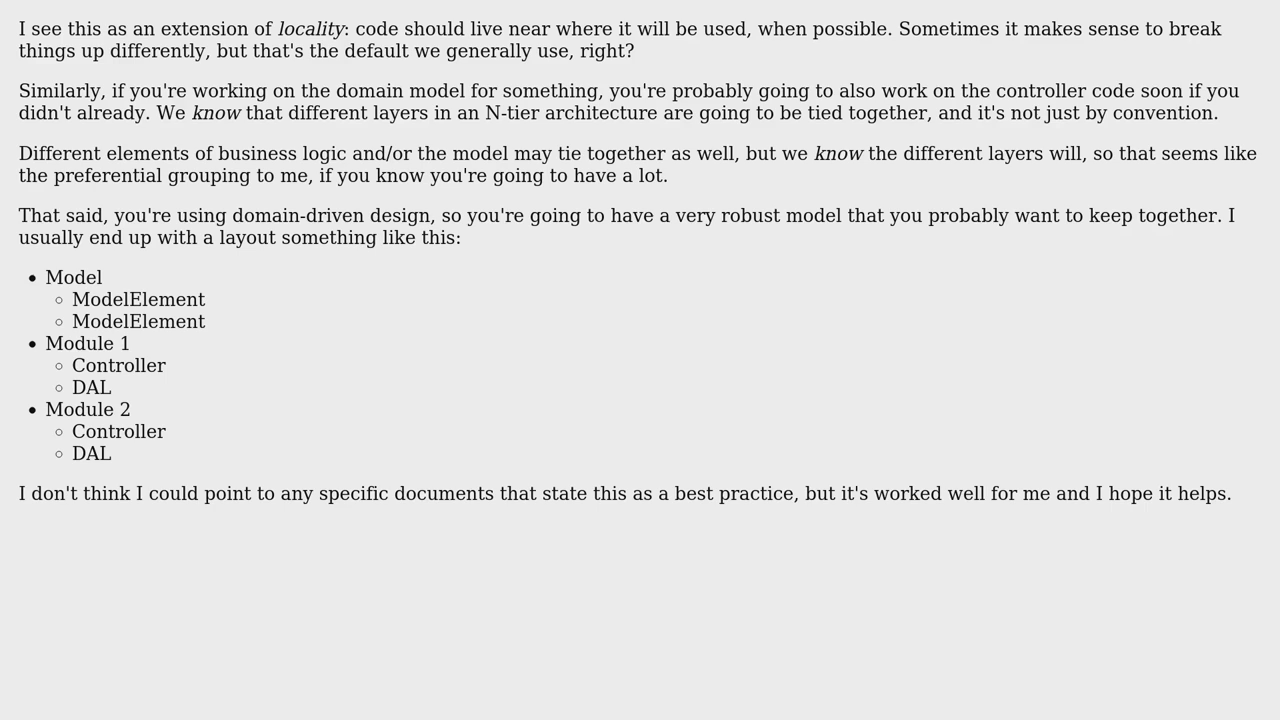 I see this as an extension of locality: code should live near where it will be used, when possible. Sometimes it makes sense to break
things up differently, but that's the default we generally use, right?
Similarly, if you're working on the domain model for something, you're probably going to also work on the controller code soon if you
didn't already. We know that different layers in an N-tier architecture are going to be tied together, and it's not just by convention.
Different elements of business logic and/or the model may tie together as well, but we know the different layers will, so that seems like
the preferential grouping to me, if you know you're going to have a lot.
That said, you're using domain-driven design, so you're going to have a very robust model that you probably want to keep together. I
usually end up with a layout something like this:
Model
ModelElement
ModelElement
Module 1
Controller
DAL
Module 2
Controller
DAL
I don't think I could point to any specific documents that state this as a best practice, but it's worked well for me and I hope it helps.